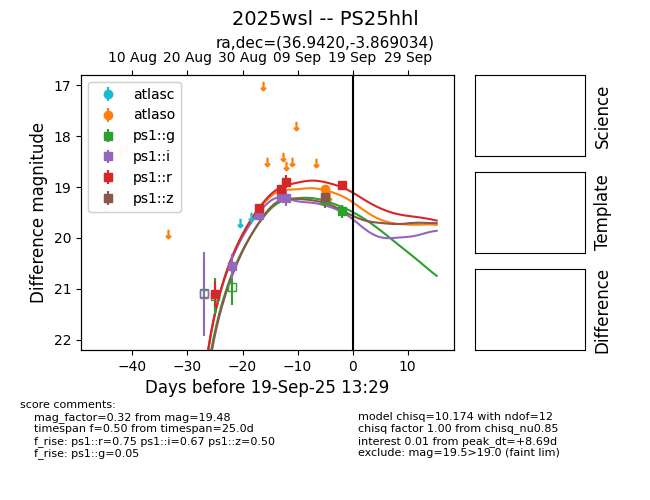 2025wsl -- PS25hhl
ra,dec=(36.9420,-3.869034)
10 Aug 20 Aug 30 Aug 09 Sep 19 Sep 29 Sep
17
18
19
20
21
22
Difference magnitude
atlasc
atlaso
ps1::g
ps1::i
ps1::r
ps1::z
−40 −30 −20 −10 0 10
Days before 19-Sep-25 13:29
Science
Template
Difference
score comments:
mag_factor=0.32 from mag=19.48
timespan f=0.50 from timespan=25.0d
f_rise: ps1::r=0.75 ps1::i=0.67 ps1::z=0.50
f_rise: ps1::g=0.05
model chisq=10.174 with ndof=12
chisq factor 1.00 from chisq_nu0.85
interest 0.01 from peak_dt=+8.69d
exclude: mag=19.5>19.0 (faint lim)